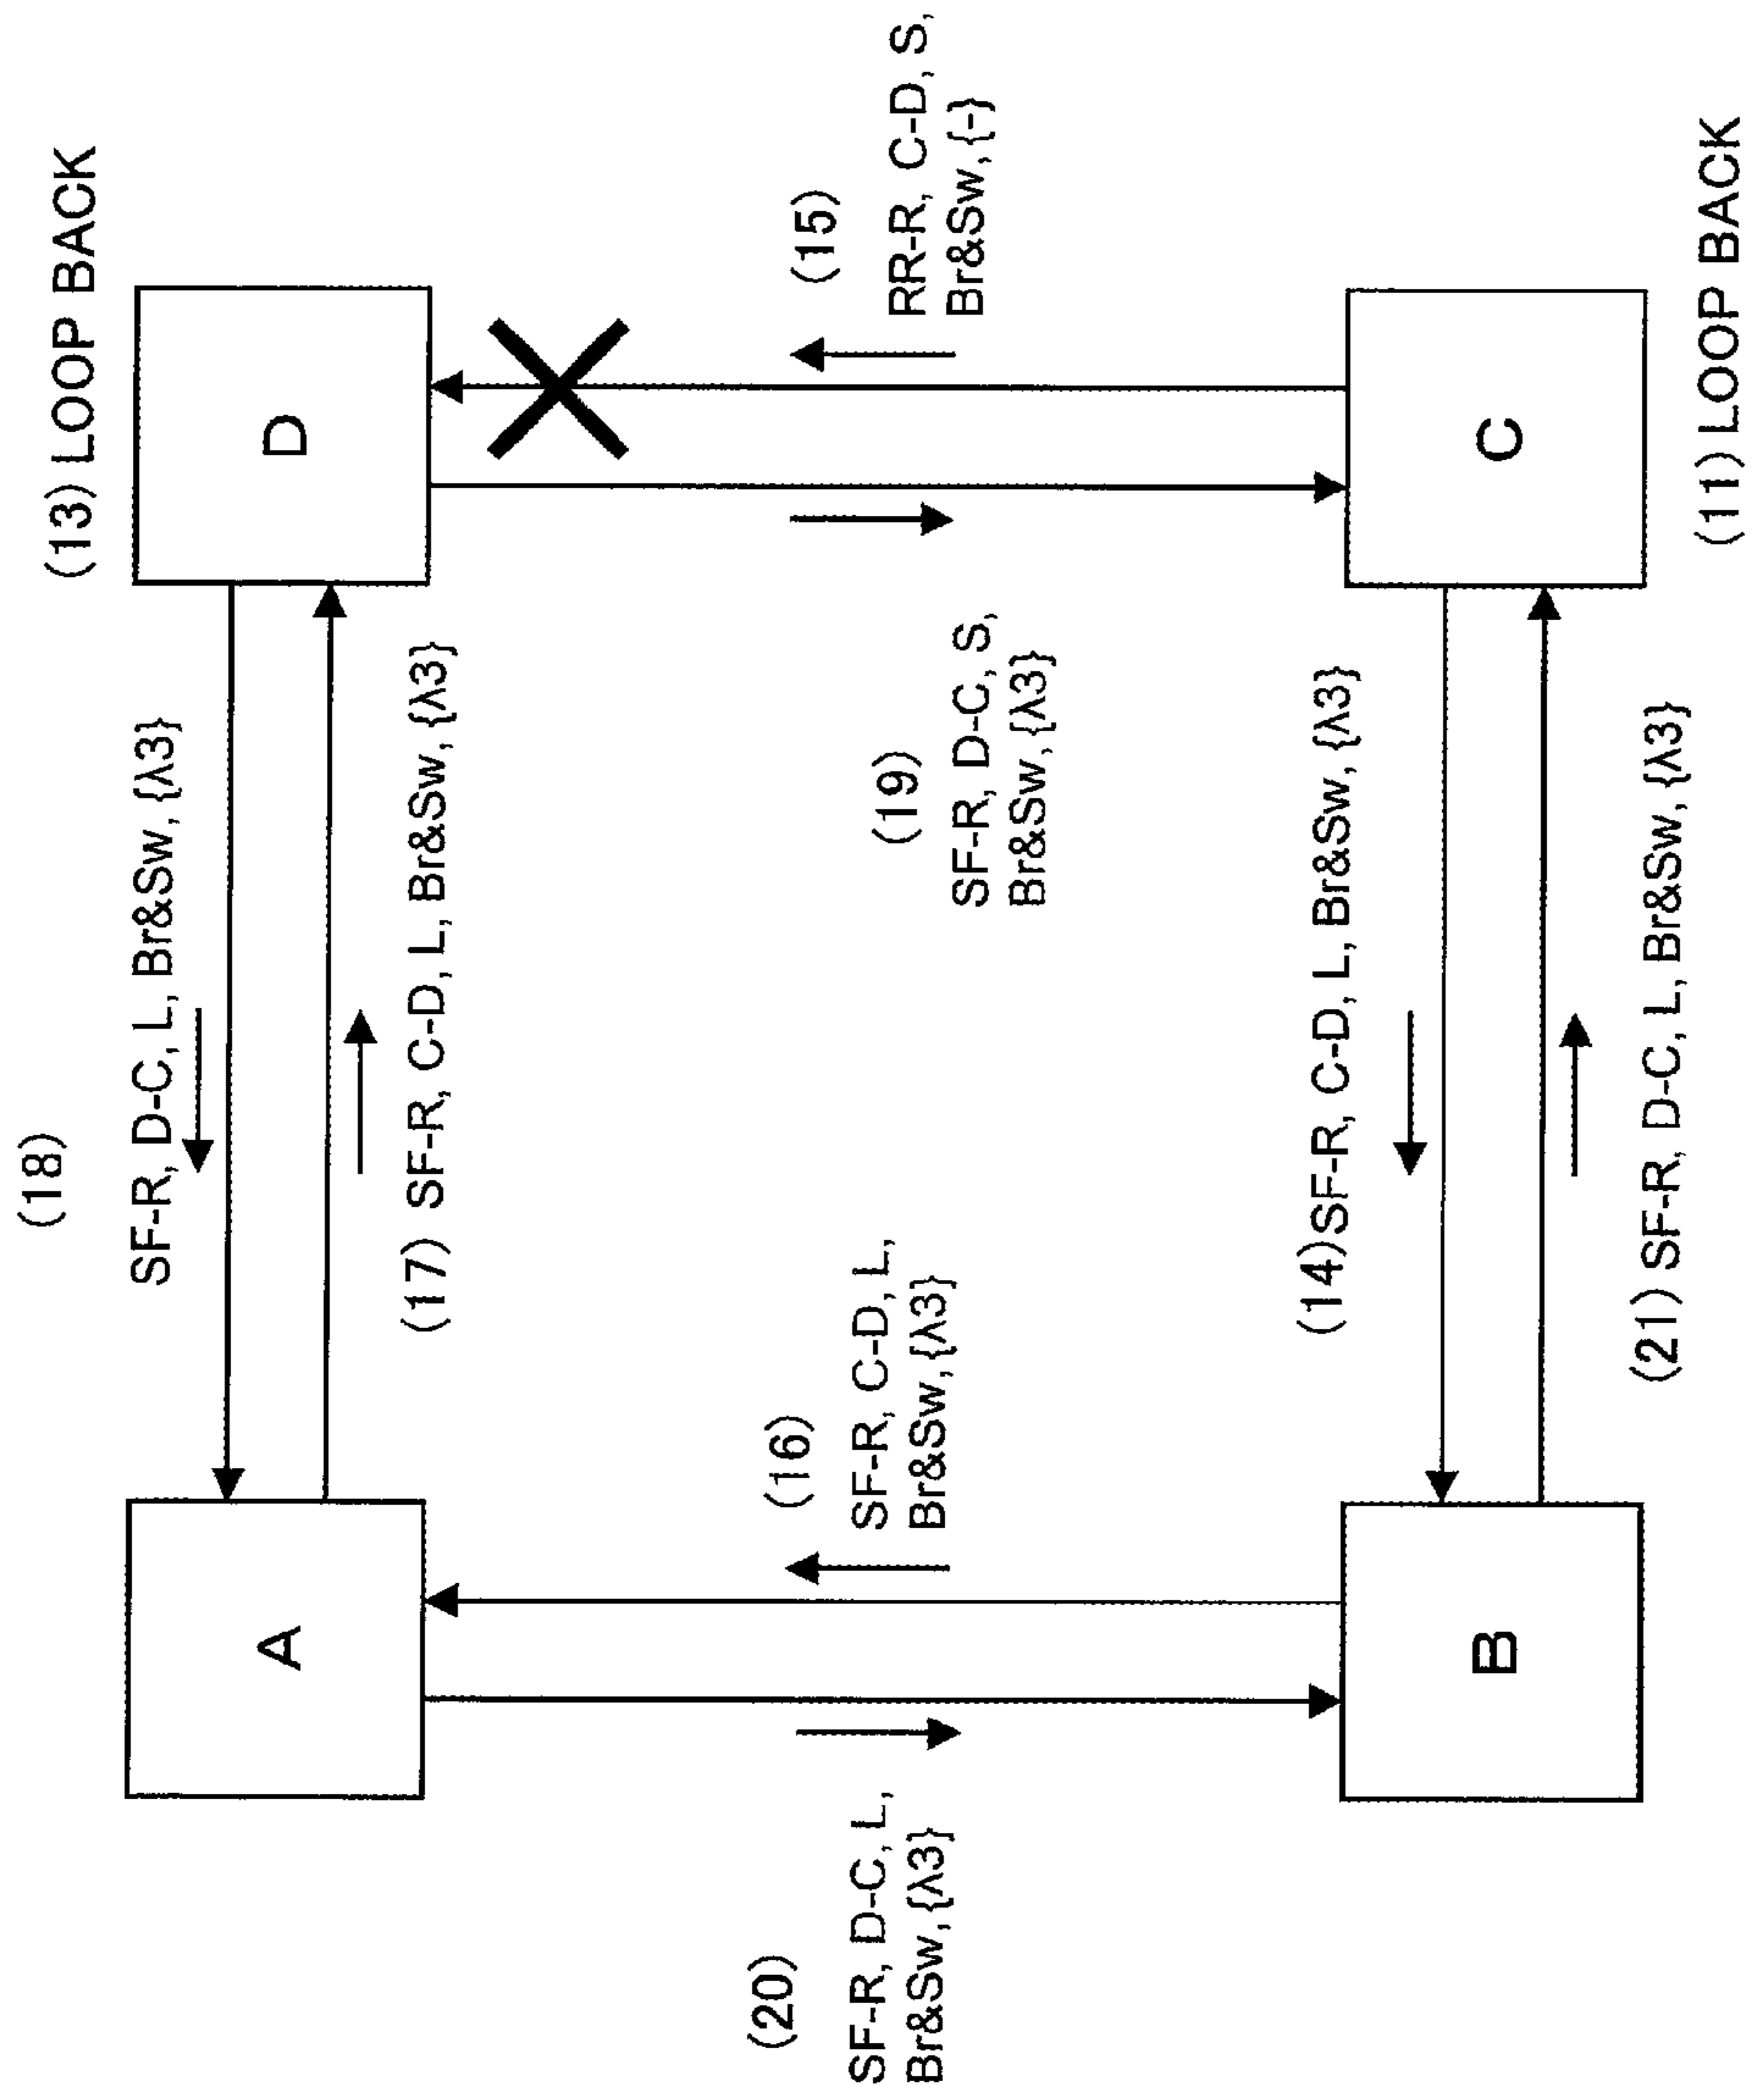 (18)
(13) LOOP BACK
SF-R, D-C, L, Br&Sw, {λ3}
A
D
(17) SF-R, C-D, L, Br&Sw, {λ3}
(20)
SF-R, D-C, L,
Br&Sw, {λ3}
(16)
SF-R, C-D, L,
Br&Sw, {λ3}
(19)
SF-R, D-C, S,
Br&Sw, {λ3}
(15)
RR-R, C-D, S,
Br&Sw, {-}
(14)SF-R, C-D, L, Br&Sw, {λ3}
B
C
(21) SF-R, D-C, L, Br&Sw, {λ3}
(11) LOOP BACK